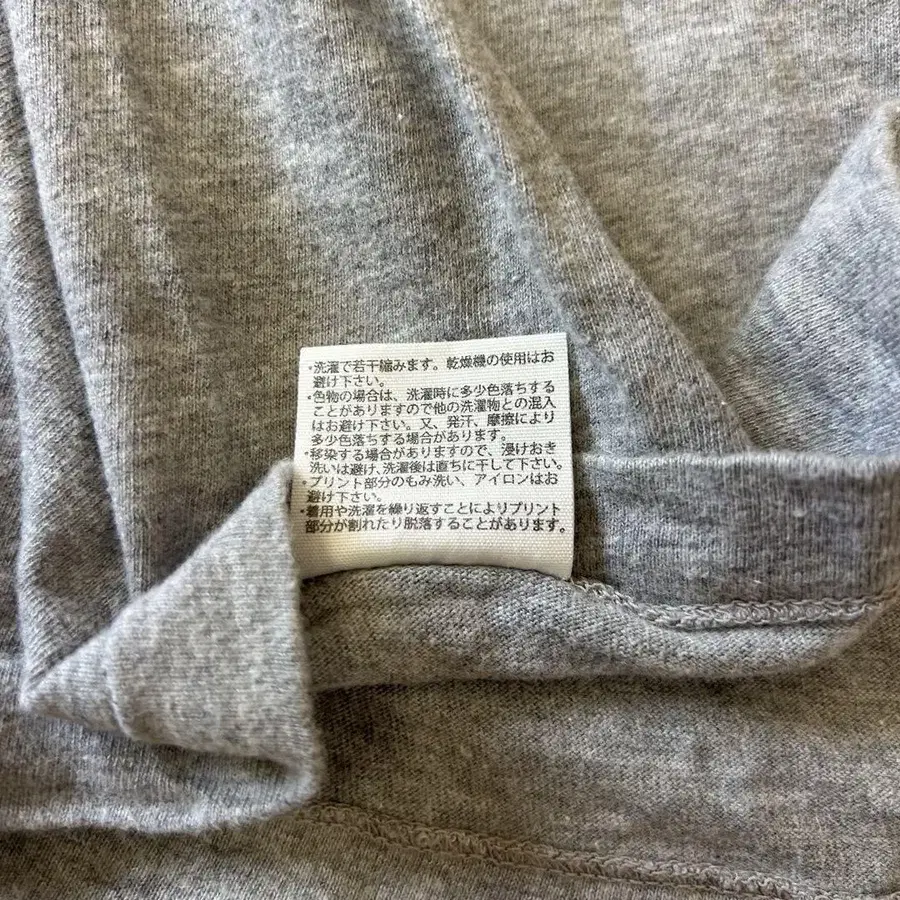 ・洗濯で若干縮みます。乾燥機の使用はお
避け下さい。
・色物の場合は、洗濯時に多少色落ちする
ことがありますので他の洗濯物との混入
はお避け下さい。又、発汗、摩擦により
多少色落ちする場合があります。
・移染する場合がありますので、浸けおき
洗いは避け、洗濯後は直ちに干して下さい。
・プリント部分のもみ洗い、アイロンはお
避け下さい。
・着用や洗濯を繰り返すことによりプリント
部分が割れたり脱落することがあります。